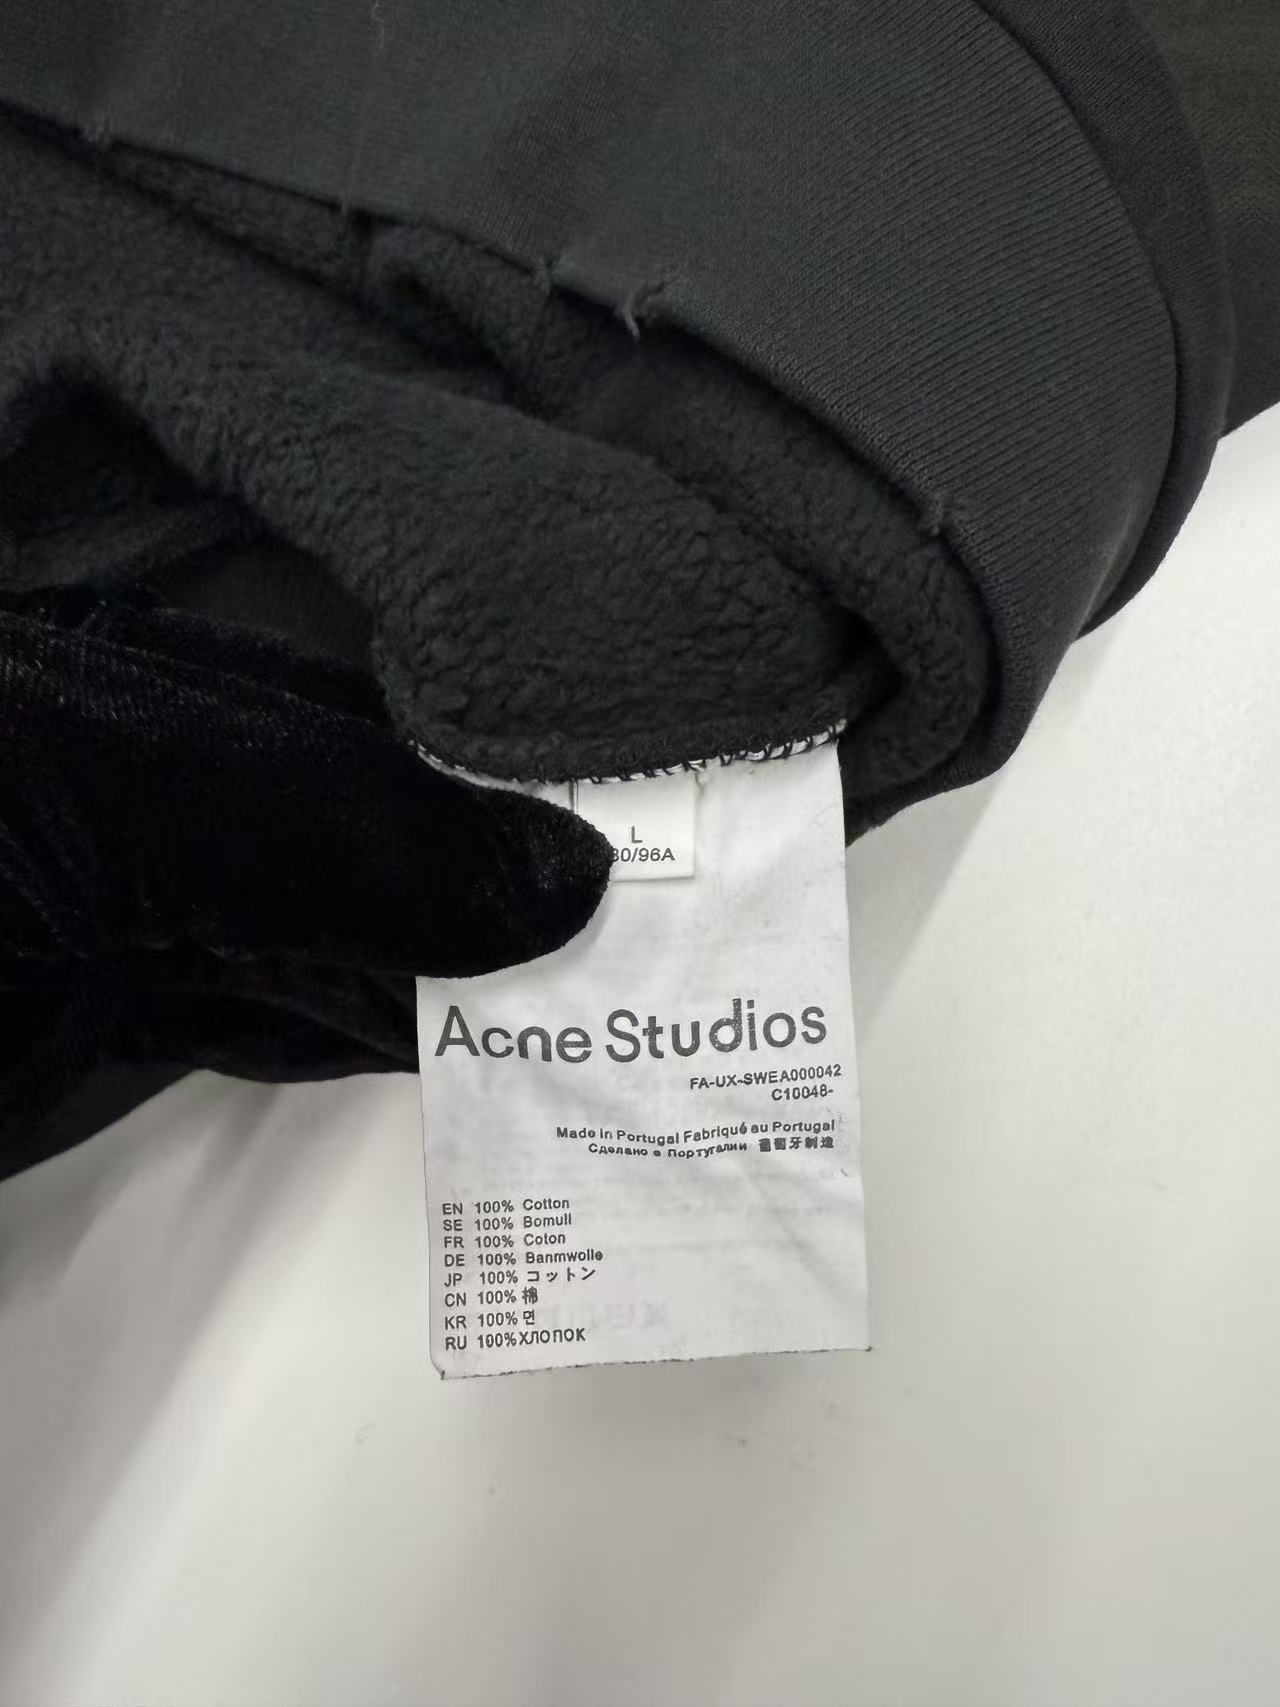 L
80/96A
Acne Studios
FA-UX-SWEA000042
C10048-
Made in Portugal Fabriqué au Portugal
Сделано в Португалии 葡萄牙制造
EN 100% Cotton
SE 100% Bomull
FR 100% Coton
DE 100% Banmwolle
JP 100% コットン
CN 100% 棉
KR 100% 면
RU 100%ХЛОПОК